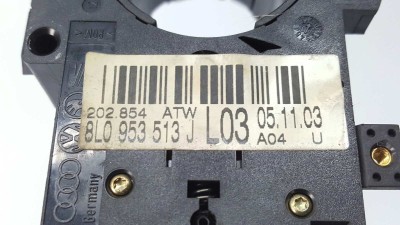 202.854 ATW 05.11.03
8L0 953 513 J L03 A04 U
Germany